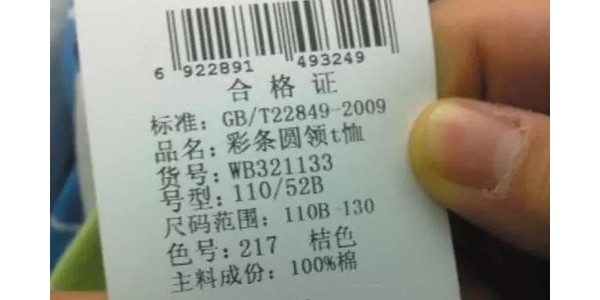 6 922891 493249
合格证
标准：GB/T22849-2009
品名：彩条圆领t恤
货号：WB321133
号型：110/52B
尺码范围：110B-130
色号：217 桔色
主料成份：100%棉